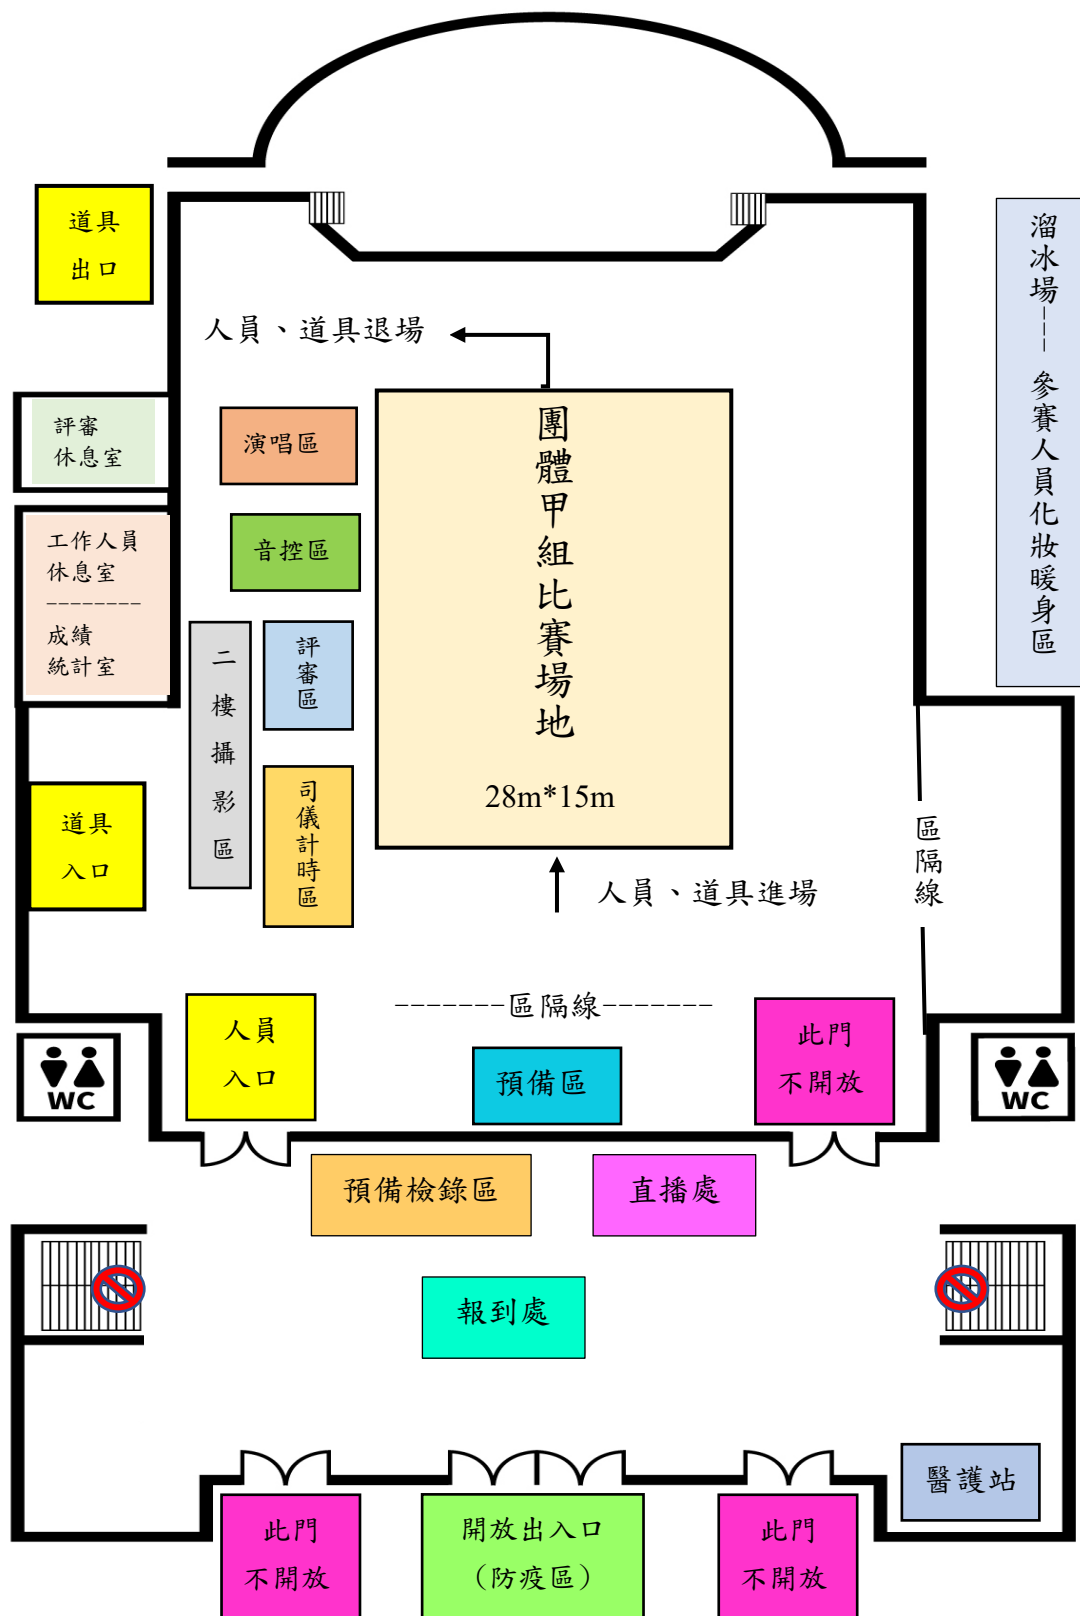 道具
出口
溜冰場--- 參賽人員化妝暖身區
人員、道具退場
團體甲組比賽場地
28m*15m
演唱區
評審
休息室
音控區
工作人員
休息室
--------
成績
統計室
二樓攝影區
評審區
司儀計時區
道具
入口
區隔線
人員、道具進場
-------區隔線-------
人員
入口
此門
不開放
預備區
WC
WC
預備檢錄區
直播處
報到處
醫護站
此門
不開放
開放出入口
（防疫區）
此門
不開放